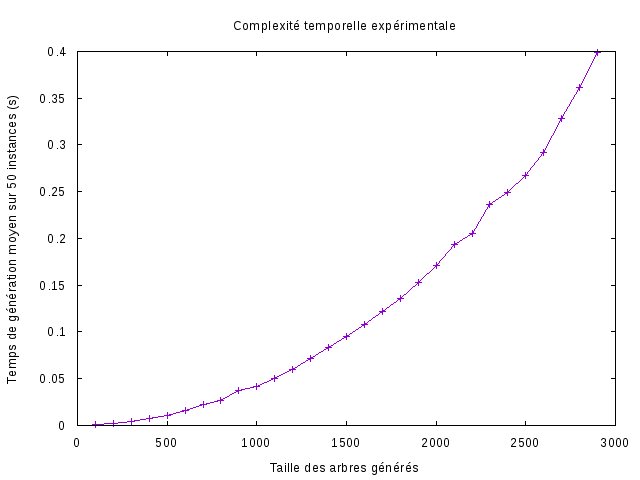 Complexité temporelle expérimentale
Temps de génération moyen sur 50 instances (s)
0.4
0.35
0.3
0.25
0.2
0.15
0.1
0.05
0
0 500 1000 1500 2000 2500 3000
Taille des arbres générés